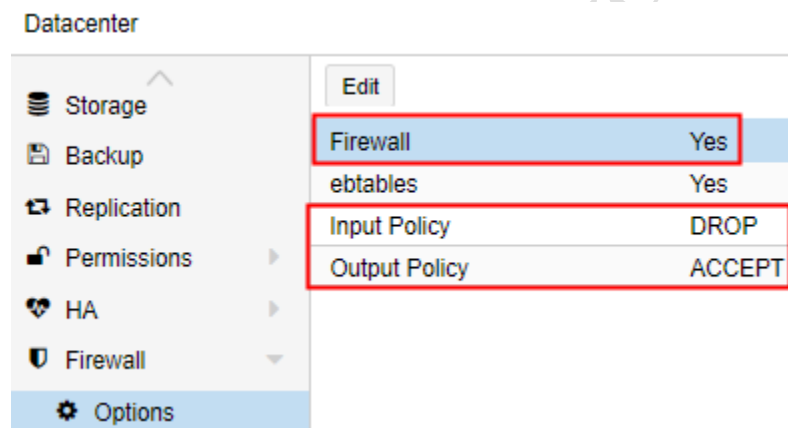 Datacenter
Storage
Backup
Replication
Permissions
HA
Firewall
Options
Edit
Firewall Yes
ebtables Yes
Input Policy DROP
Output Policy ACCEPT